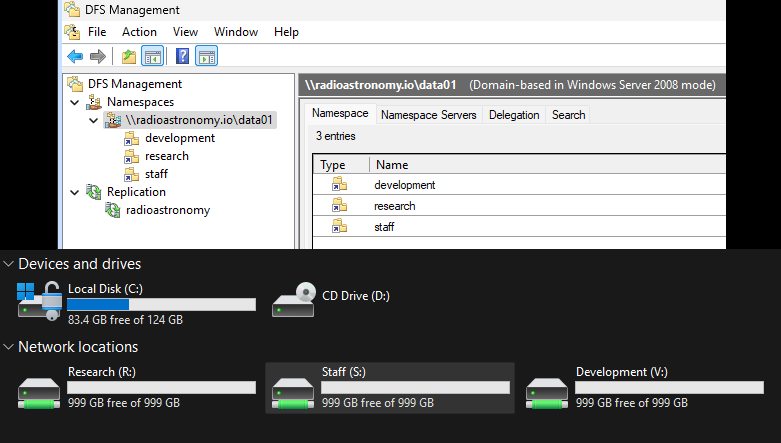 DFS Management
File Action View Window Help
DFS Management
Namespaces
\\radioastronomy.io\data01
development
research
staff
Replication
radioastronomy
\\radioastronomy.io\data01 (Domain-based in Windows Server 2008 mode)
Namespace Namespace Servers Delegation Search
3 entries
Type Name
development
research
staff
Devices and drives
Local Disk (C:)
83.4 GB free of 124 GB
CD Drive (D:)
Network locations
Research (R:)
999 GB free of 999 GB
Staff (S:)
999 GB free of 999 GB
Development (V:)
999 GB free of 999 GB